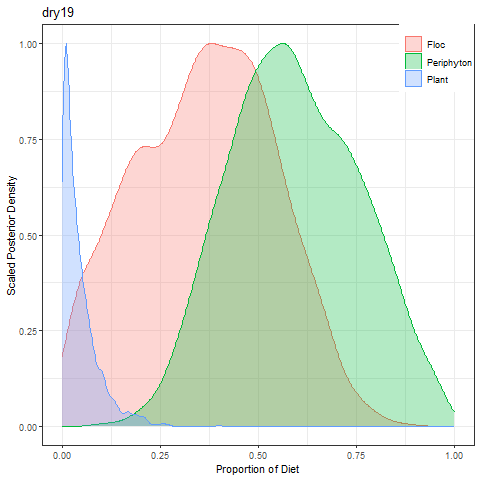 dry19
Floc
Periphyton
Plant
1.00
0.75
0.50
0.25
0.00
Scaled Posterior Density
0.00 0.25 0.50 0.75 1.00
Proportion of Diet